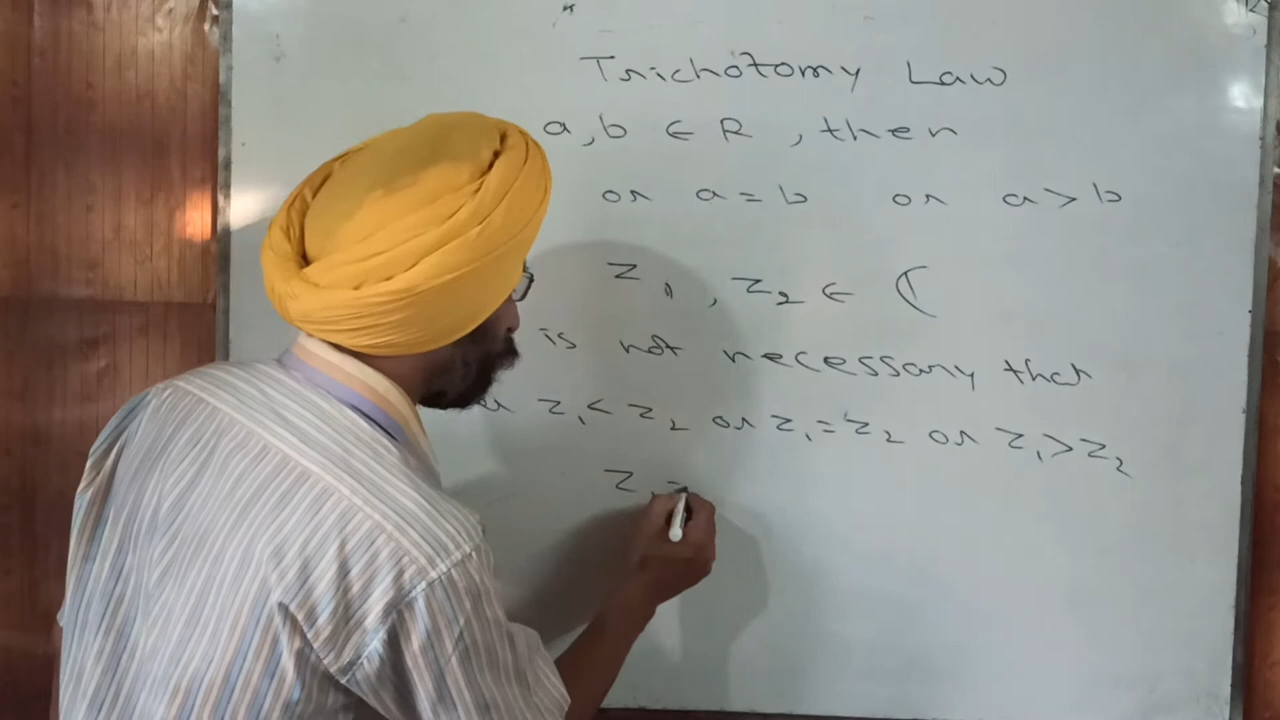 Trichotomy Law
a,b ∈ R , then
or a = b or a > b
z₁ , z₂ ∈ ℂ
is not necessary that
z₁ < z₂ or z₁ = z₂ or z₁ > z₂
z₁ =